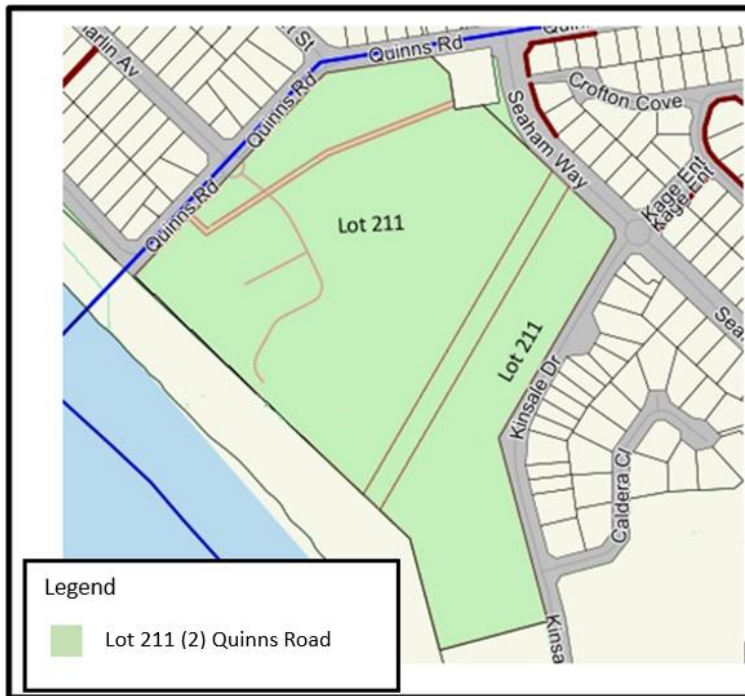 Quinns Rd
Seaham Way
Crofton Cove
Kage Ent
Kage Ent
Quinns Rd
Quinns Rd
Lot 211
Lot 211
Kinsale Dr
Caldera Cl
Legend
Lot 211 (2) Quinns Road